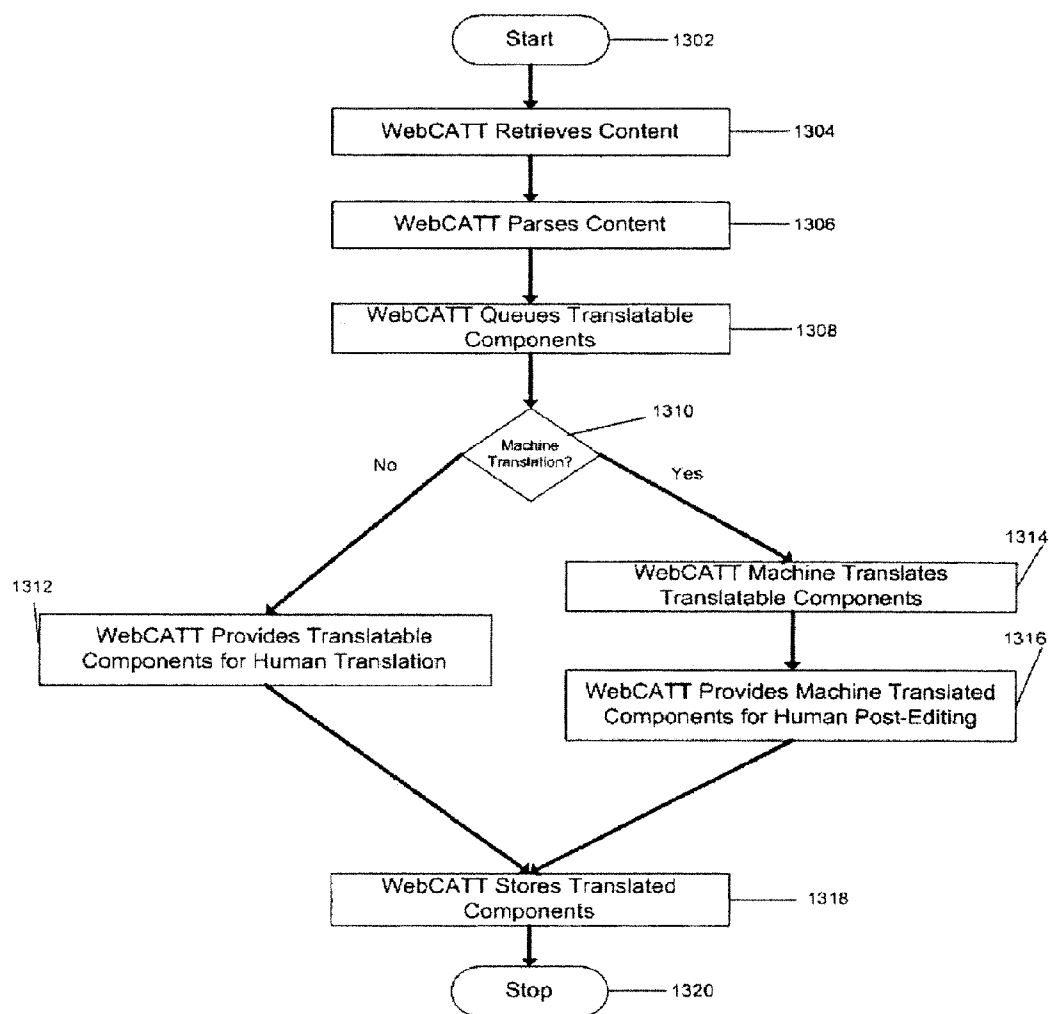 Start
1302
WebCATT Retrieves Content
1304
WebCATT Parses Content
1306
WebCATT Queues Translatable
Components
1308
1310
Machine
Translation?
No
Yes
1314
WebCATT Machine Translates
Translatable Components
1312
WebCATT Provides Translatable
Components for Human Translation
1316
WebCATT Provides Machine Translated
Components for Human Post-Editing
WebCATT Stores Translated
Components
1318
Stop
1320